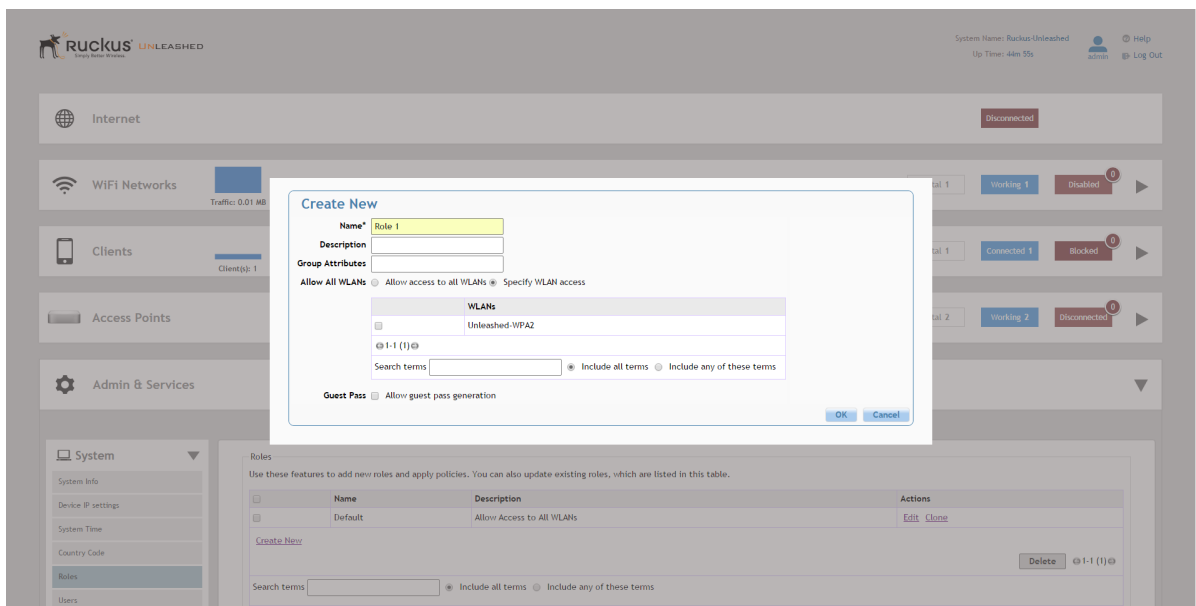 RUCKUS UNLEASHED
Simply Better Wireless.
System Name: Ruckus-Unleashed
Up Time: 44m 55s
admin
Help
Log Out
Internet
Disconnected
WiFi Networks
Traffic: 0.01 MB
tal 1
Working 1
Disabled
0
Clients
Client(s): 1
tal 1
Connected 1
Blocked
0
Access Points
tal 2
Working 2
Disconnected
0
Admin & Services
Create New
Name* Role 1
Description
Group Attributes
Allow All WLANs Allow access to all WLANs Specify WLAN access
WLANs
Unleashed-WPA2
1-1 (1)
Search terms Include all terms Include any of these terms
Guest Pass Allow guest pass generation
OK Cancel
System
System Info
Device IP settings
System Time
Country Code
Roles
Users
Roles
Use these features to add new roles and apply policies. You can also update existing roles, which are listed in this table.
Name Description Actions
Default Allow Access to All WLANs Edit Clone
Create New
Delete 1-1 (1)
Search terms Include all terms Include any of these terms